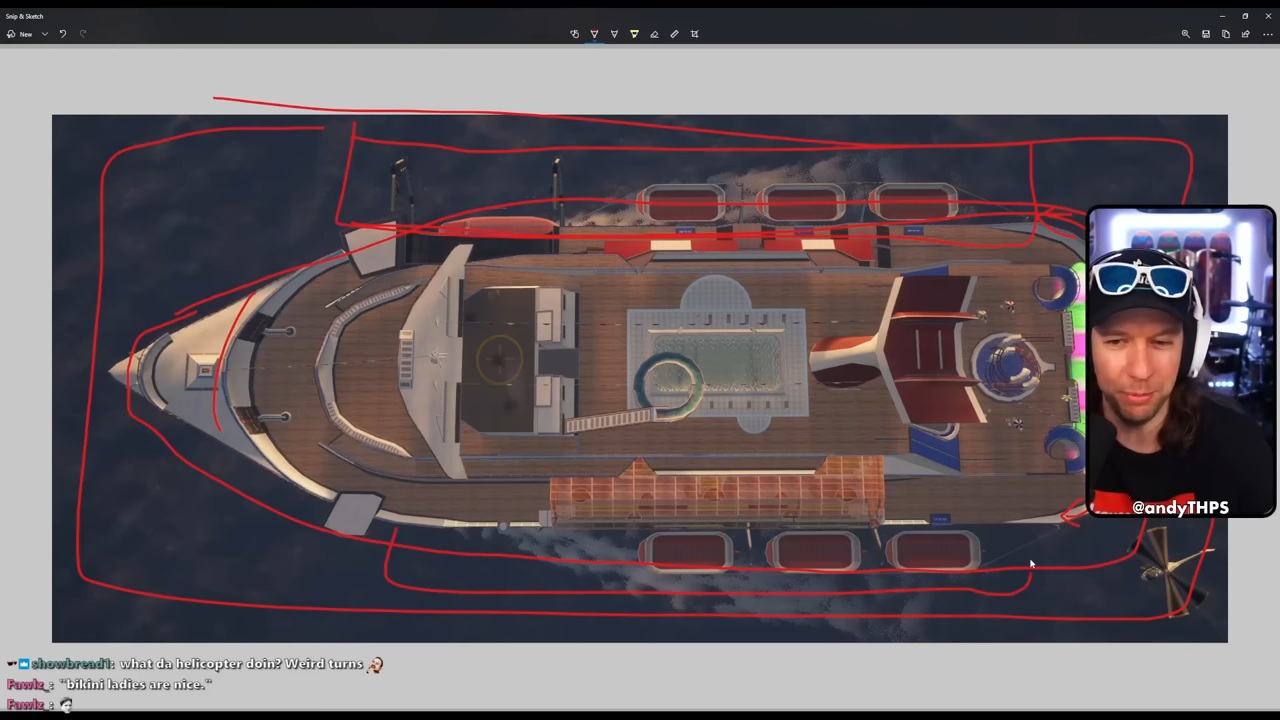 Snip & Sketch
New
@andyTHPS
showbread1: what da helicopter doin? Weird turns
Fawlz_: "bikini ladies are nice."
Fawlz_: